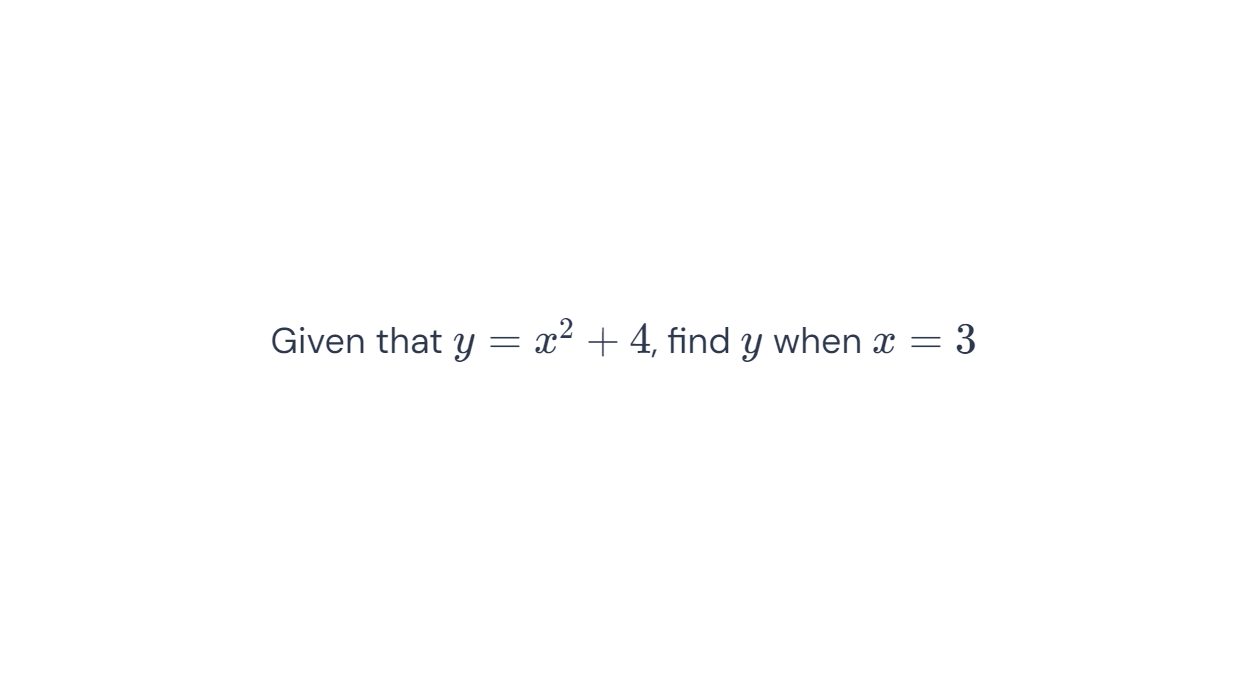 Given that y = x² + 4, find y when x = 3